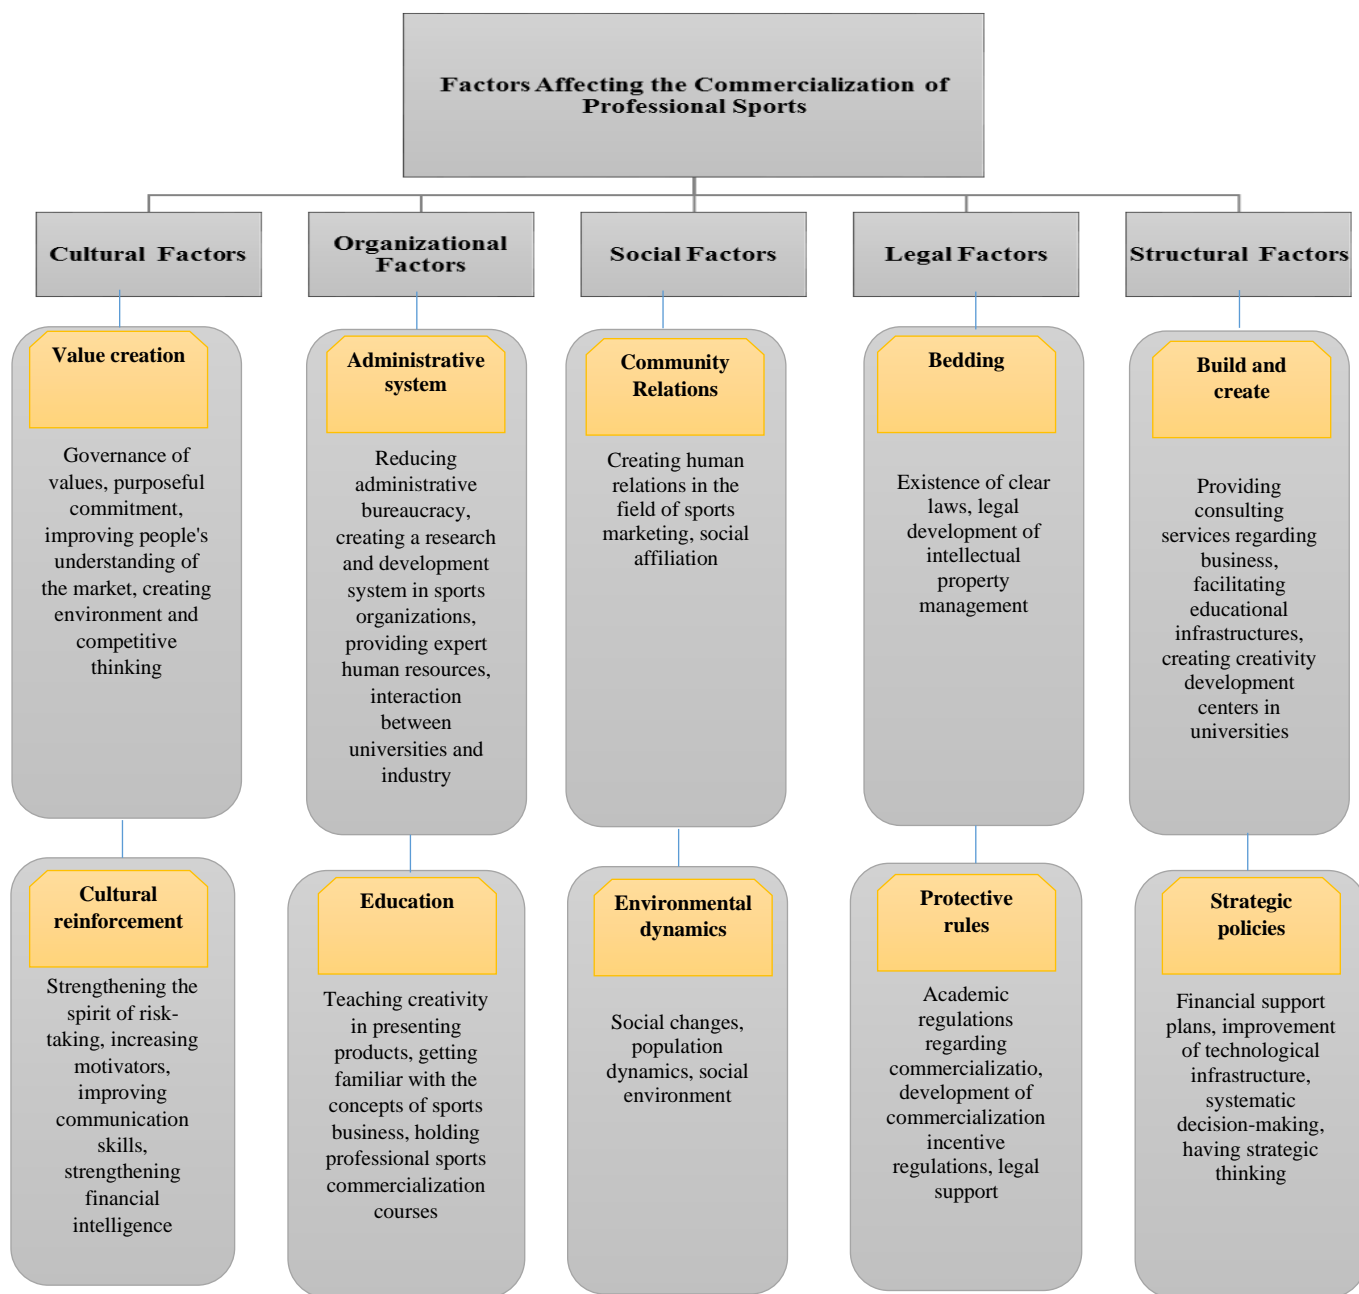 Factors Affecting the Commercialization of
Professional Sports
Cultural Factors
Organizational
Factors
Social Factors
Legal Factors
Structural Factors
Value creation
Governance of
values, purposeful
commitment,
improving people's
understanding of
the market, creating
environment and
competitive
thinking
Administrative
system
Reducing
administrative
bureaucracy,
creating a research
and development
system in sports
organizations,
providing expert
human resources,
interaction
between
universities and
industry
Community
Relations
Creating human
relations in the
field of sports
marketing, social
affiliation
Bedding
Existence of clear
laws, legal
development of
intellectual
property
management
Build and
create
Providing
consulting
services regarding
business,
facilitating
educational
infrastructures,
creating creativity
development
centers in
universities
Cultural
reinforcement
Strengthening the
spirit of risk-
taking, increasing
motivators,
improving
communication
skills,
strengthening
financial
intelligence
Education
Teaching creativity
in presenting
products, getting
familiar with the
concepts of sports
business, holding
professional sports
commercialization
courses
Environmental
dynamics
Social changes,
population
dynamics, social
environment
Protective
rules
Academic
regulations
regarding
commercializatio,
development of
commercialization
incentive
regulations, legal
support
Strategic
policies
Financial support
plans, improvement
of technological
infrastructure,
systematic
decision-making,
having strategic
thinking